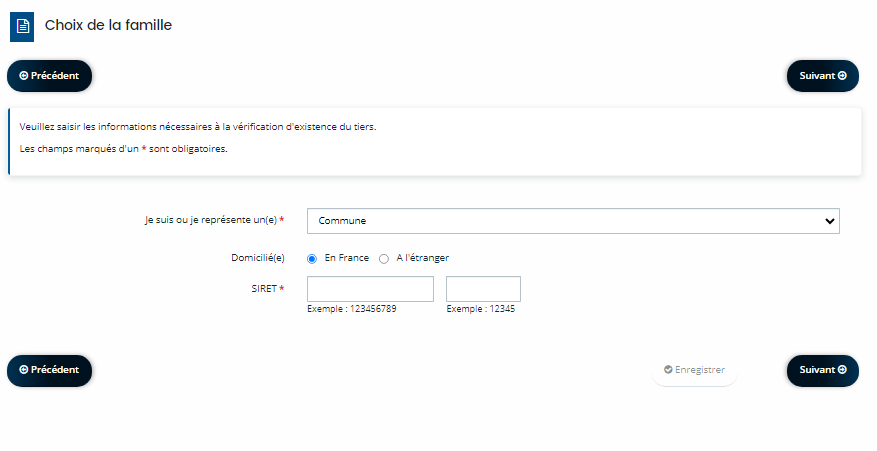 Choix de la famille
Précédent
Suivant
Veuillez saisir les informations nécessaires à la vérification d'existence du tiers.
Les champs marqués d'un * sont obligatoires.
Je suis ou je représente un(e) *
Commune
Domicilié(e)
En France
A l'étranger
SIRET *
Exemple : 123456789
Exemple : 12345
Précédent
Enregistrer
Suivant